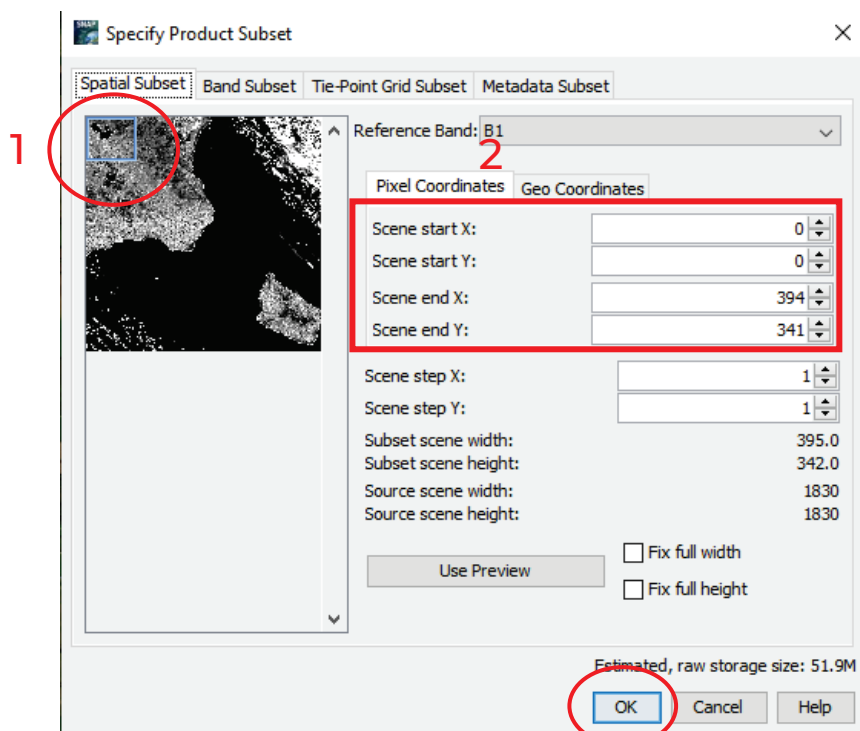 SNAP
Specify Product Subset
Spatial Subset Band Subset Tie-Point Grid Subset Metadata Subset
1
Reference Band: B1
2
Pixel Coordinates Geo Coordinates
Scene start X: 0
Scene start Y: 0
Scene end X: 394
Scene end Y: 341
Scene step X: 1
Scene step Y: 1
Subset scene width: 395.0
Subset scene height: 342.0
Source scene width: 1830
Source scene height: 1830
Use Preview
Fix full width
Fix full height
Estimated, raw storage size: 51.9M
OK Cancel Help